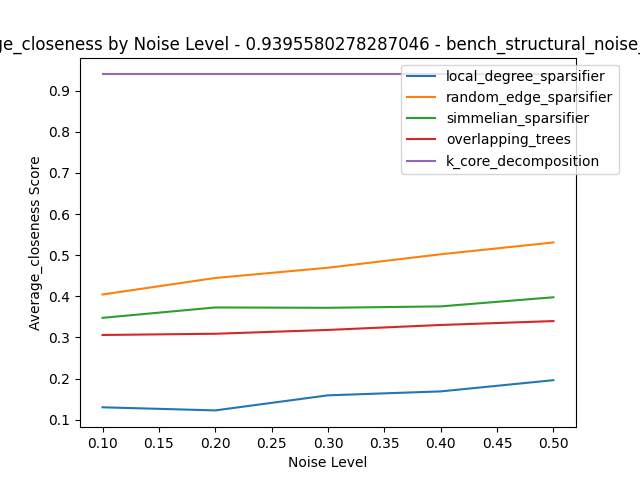 ge_closeness by Noise Level - 0.9395580278287046 - bench_structural_noise_
local_degree_sparsifier
random_edge_sparsifier
simmelian_sparsifier
overlapping_trees
k_core_decomposition
Average_closeness Score
0.9
0.8
0.7
0.6
0.5
0.4
0.3
0.2
0.1
0.10 0.15 0.20 0.25 0.30 0.35 0.40 0.45 0.50
Noise Level